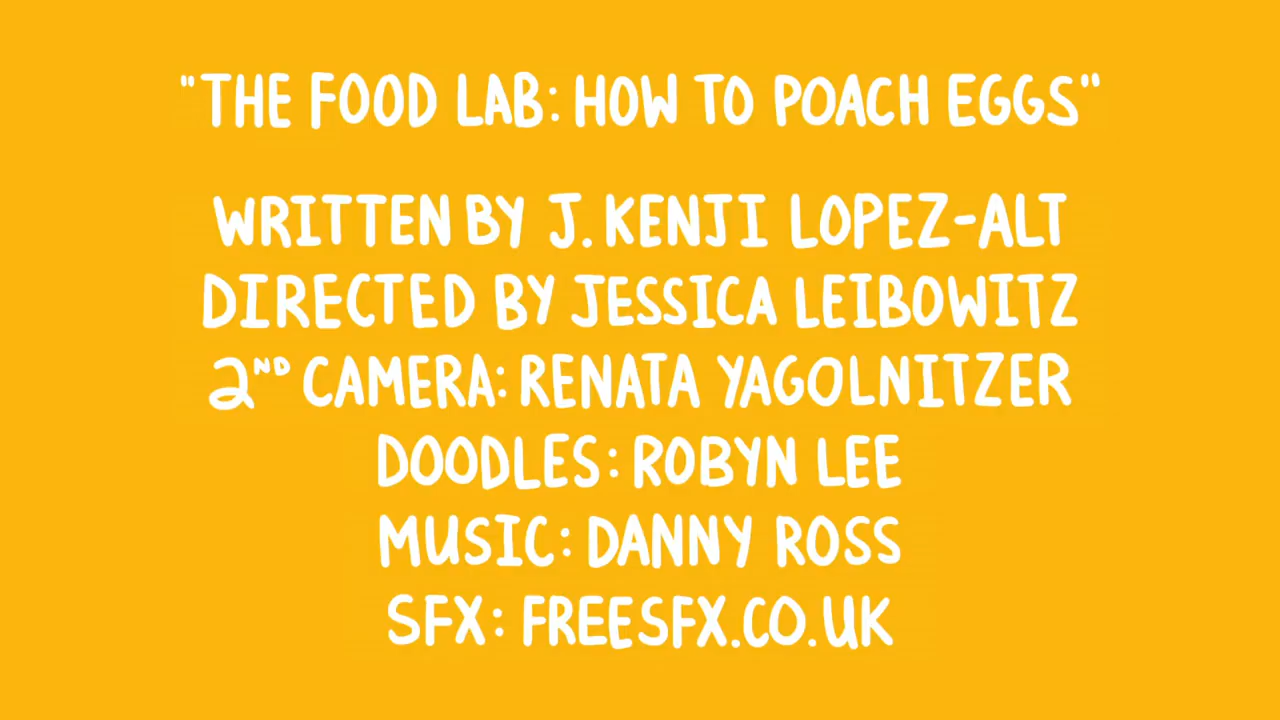 "THE FOOD LAB: HOW TO POACH EGGS"
WRITTEN BY J. KENJI LOPEZ-ALT
DIRECTED BY JESSICA LEIBOWITZ
2ND CAMERA: RENATA YAGOLNITZER
DOODLES: ROBYN LEE
MUSIC: DANNY ROSS
SFX: FREESFX.CO.UK